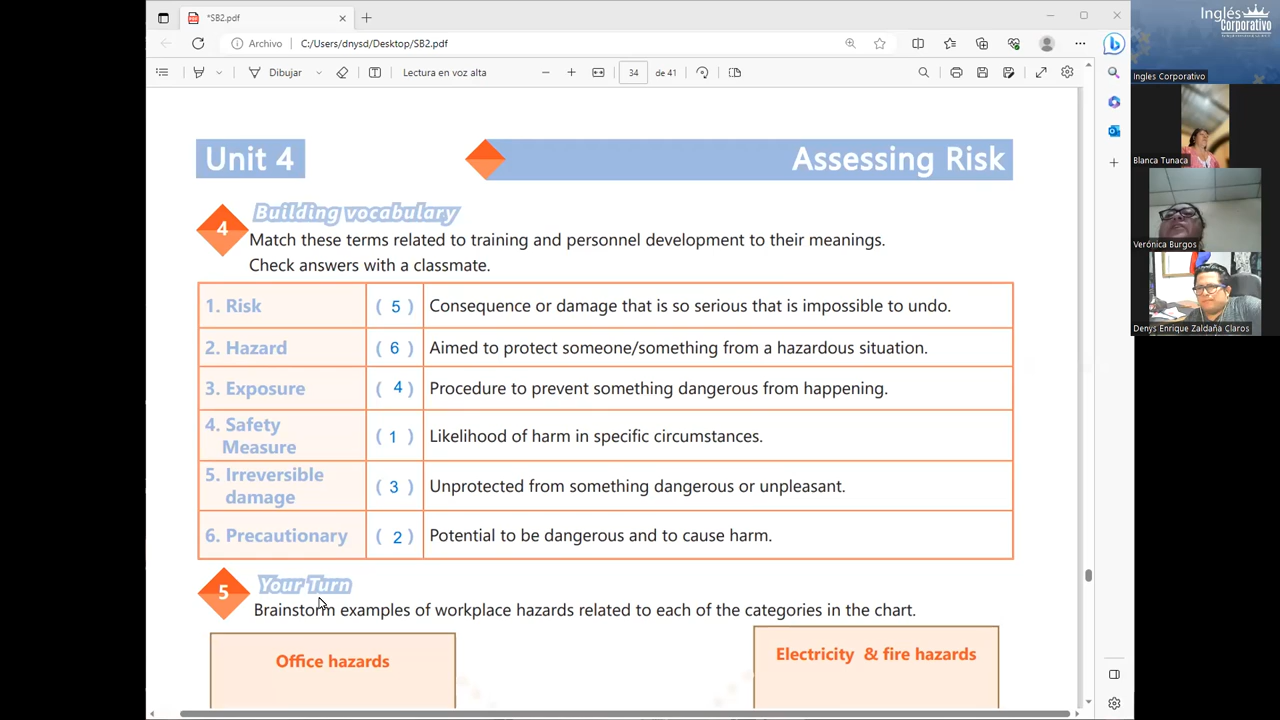 *SB2.pdf
Archivo C:/Users/dnysd/Desktop/SB2.pdf
Dibujar Lectura en voz alta 34 de 41
Unit 4 Assessing Risk
4 Building vocabulary
Match these terms related to training and personnel development to their meanings.
Check answers with a classmate.
1. Risk ( 5 ) Consequence or damage that is so serious that is impossible to undo.
2. Hazard ( 6 ) Aimed to protect someone/something from a hazardous situation.
3. Exposure ( 4 ) Procedure to prevent something dangerous from happening.
4. Safety
Measure ( 1 ) Likelihood of harm in specific circumstances.
5. Irreversible
damage ( 3 ) Unprotected from something dangerous or unpleasant.
6. Precautionary ( 2 ) Potential to be dangerous and to cause harm.
5 Your Turn
Brainstorm examples of workplace hazards related to each of the categories in the chart.
Office hazards
Electricity & fire hazards
Inglés
Corporativo
Ingles Corporativo
Blanca Tunaca
Verónica Burgos
Denys Enrique Zaldaña Claros